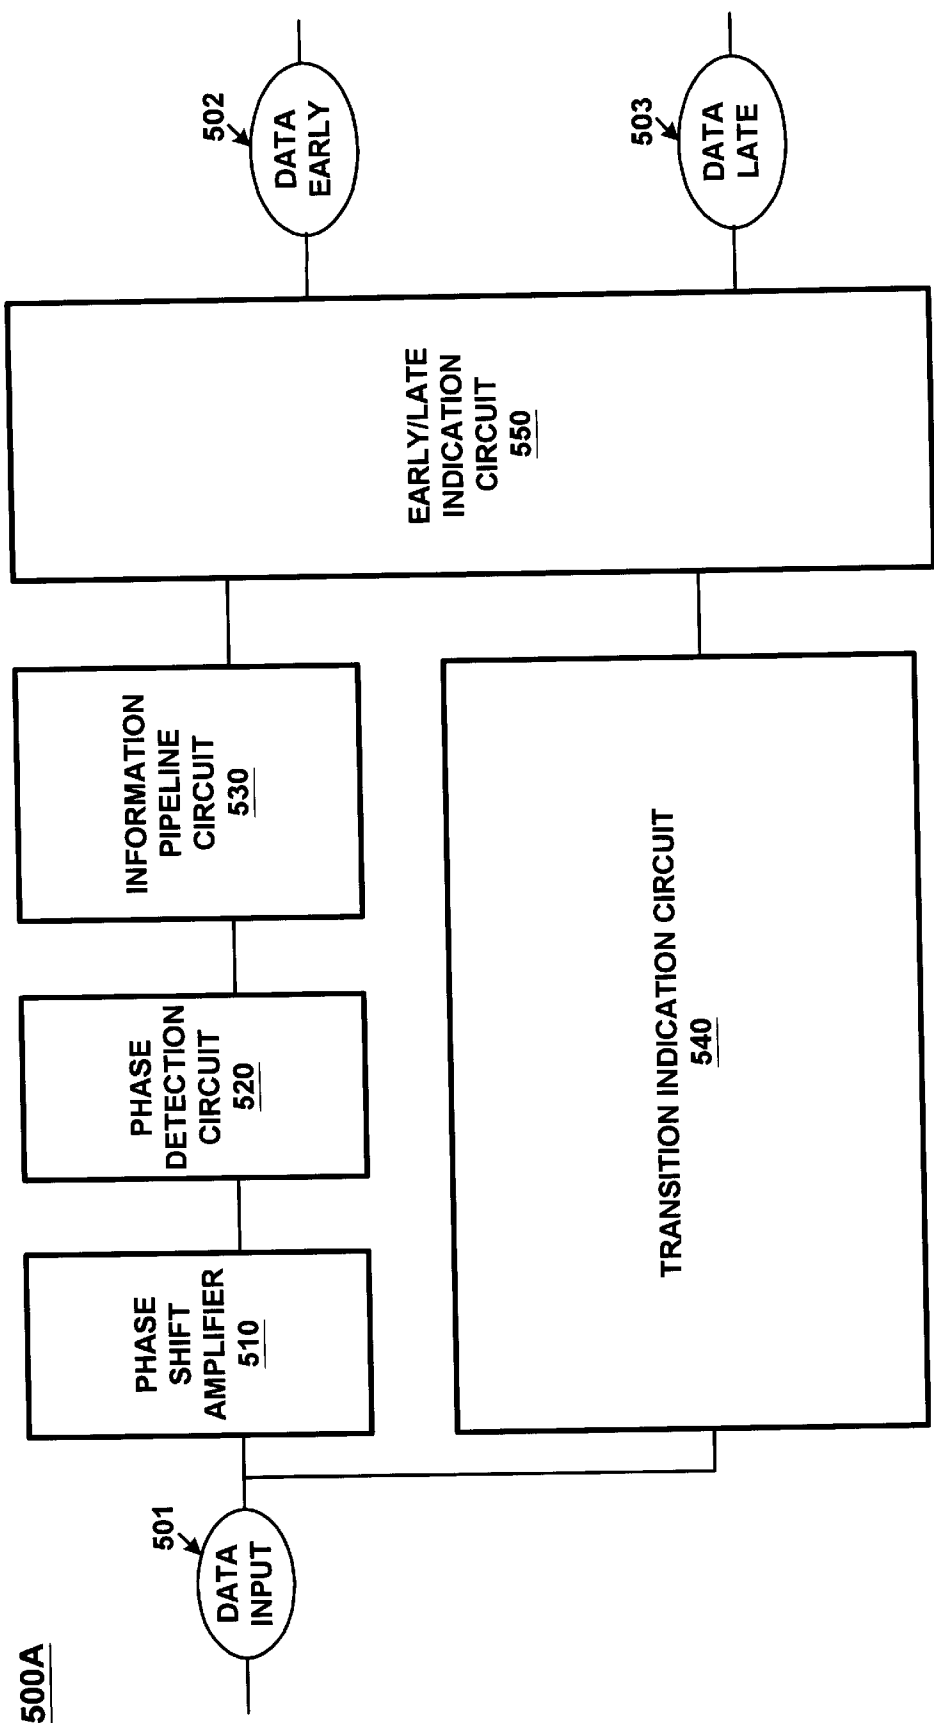 500A
501
DATA
INPUT
PHASE
SHIFT
AMPLIFIER
510
PHASE
DETECTION
CIRCUIT
520
INFORMATION
PIPELINE
CIRCUIT
530
TRANSITION INDICATION CIRCUIT
540
EARLY/LATE
INDICATION
CIRCUIT
550
502
DATA
EARLY
503
DATA
LATE